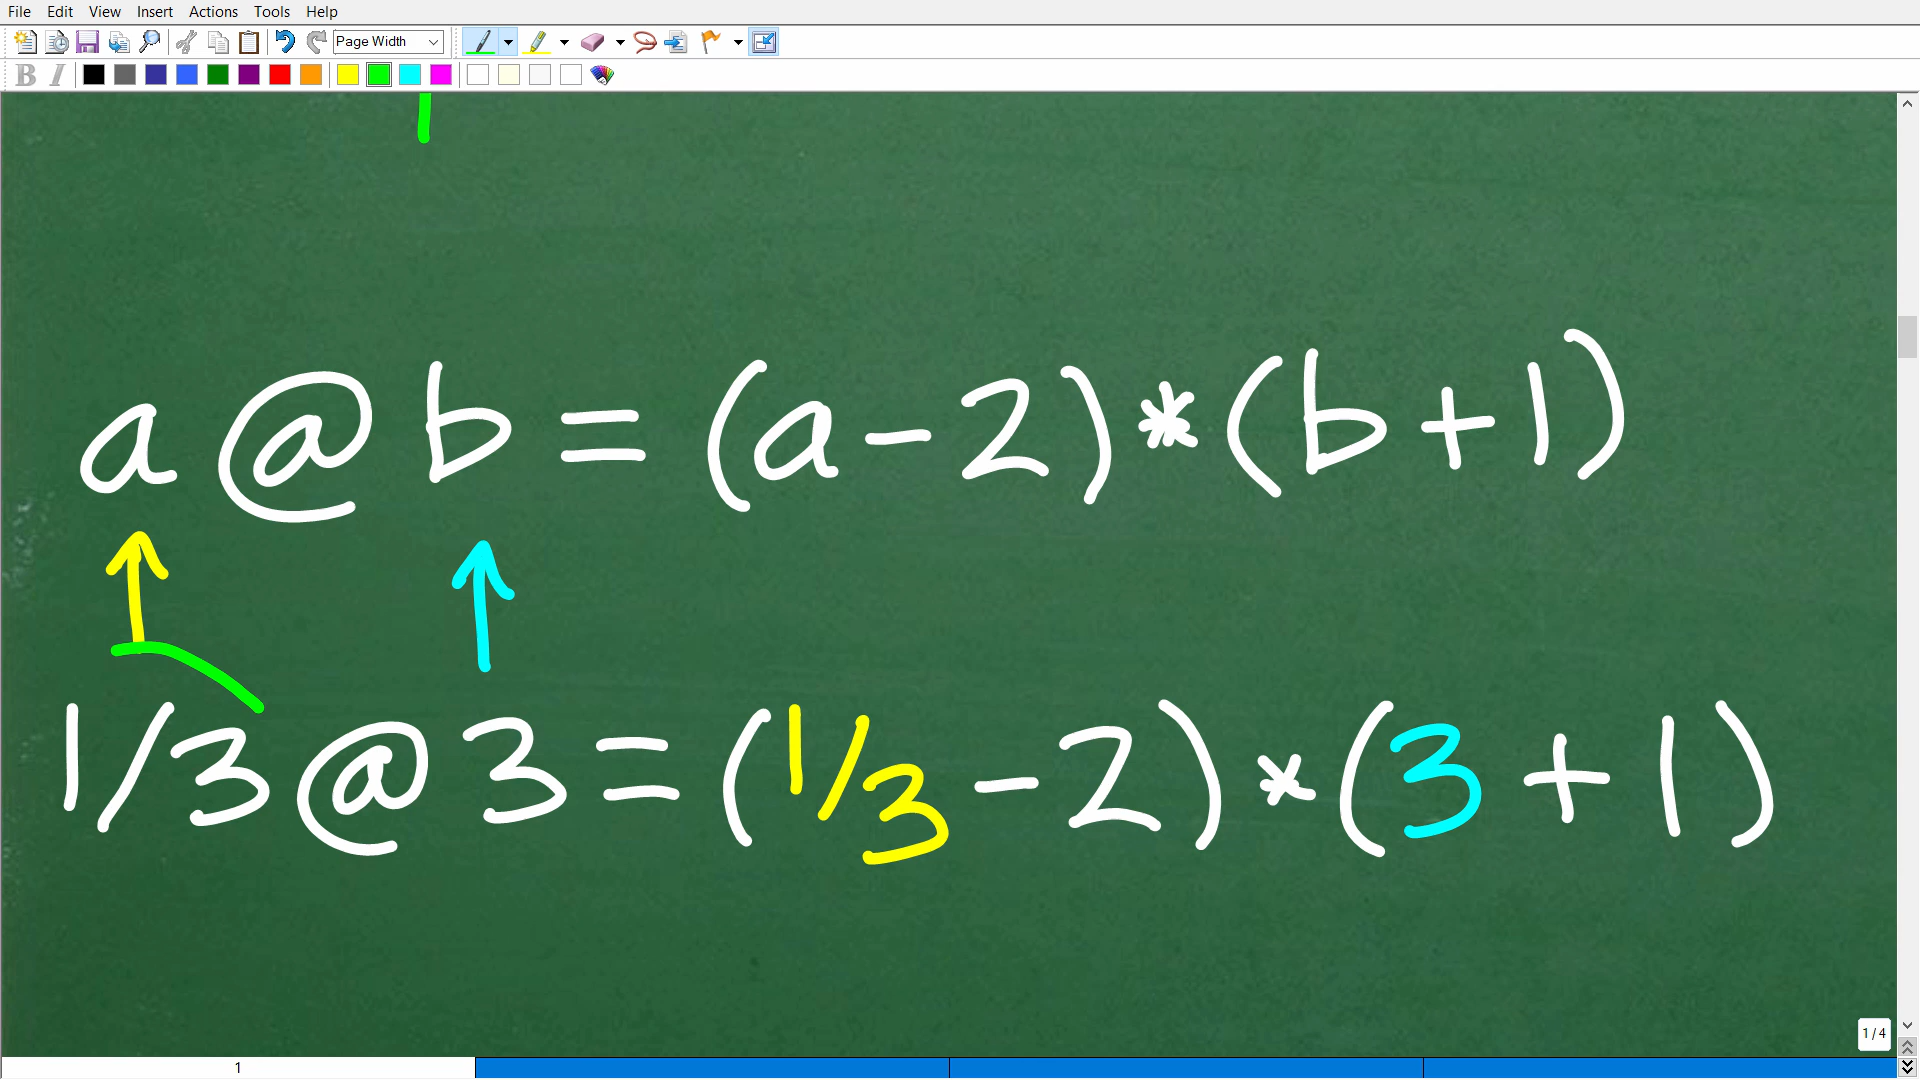 File Edit View Insert Actions Tools Help
Page Width
B I
a @ b = (a - 2) * (b + 1)
1/3 @ 3 = (1/3 - 2) * (3 + 1)
1 / 4
1